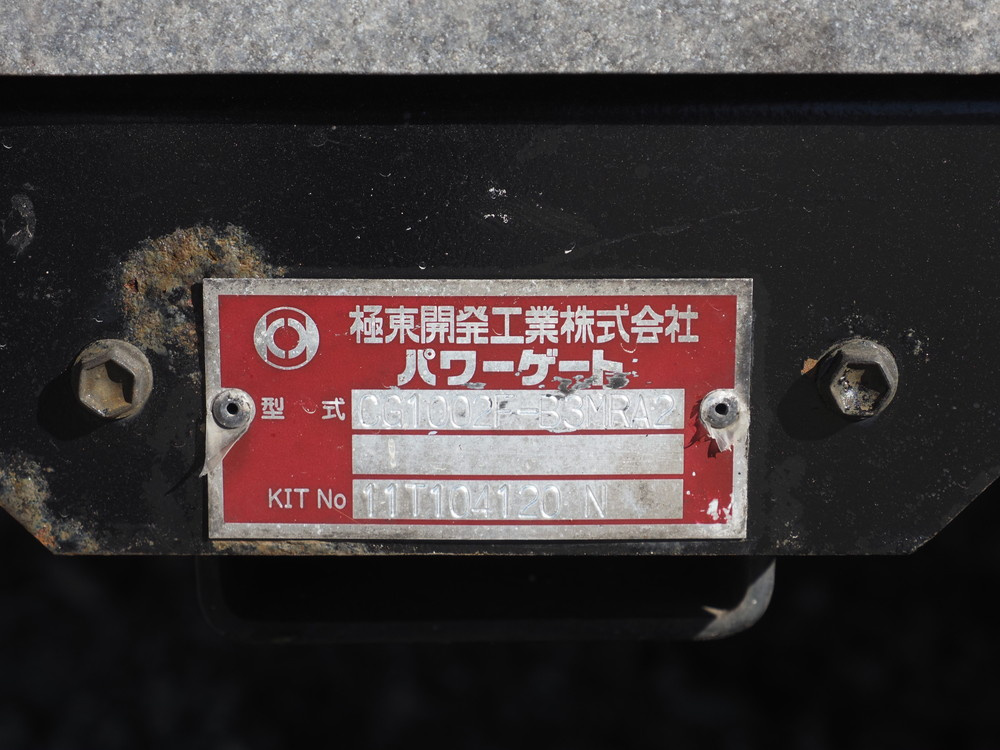 極東開発工業株式会社
パワーゲート
型 式 CG1002F-BSMRA2
KIT No 11T104120 N